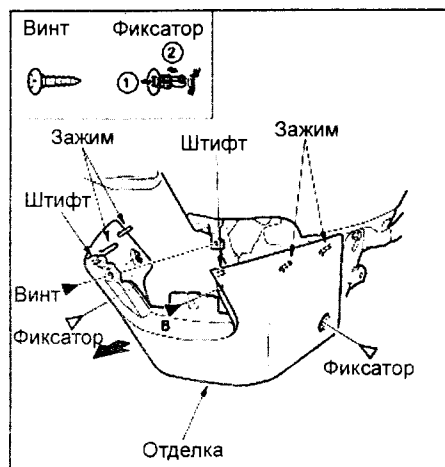 Винт Фиксатор
2
1
Зажим
Штифт
Зажим
Штифт
Винт
В
Фиксатор
Фиксатор
Отделка